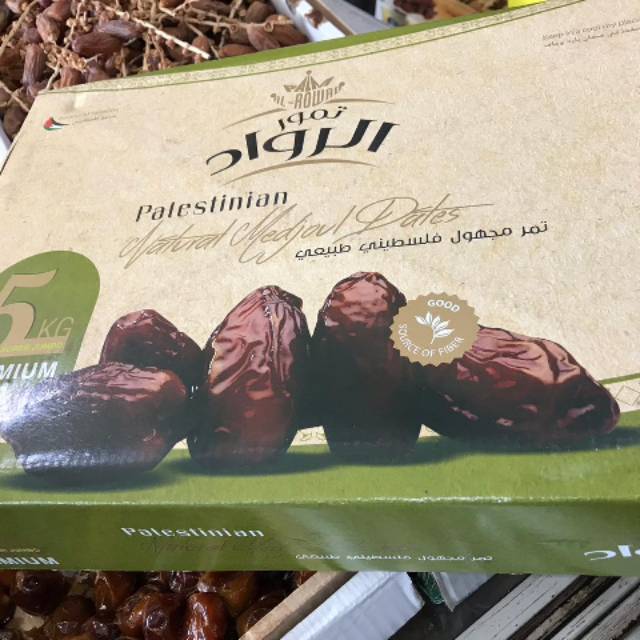 AL-ROWAD
تمور
الرواد
Palestinian
Natural Medjoul Dates
تمر مجهول فلسطيني طبيعي
5 KG
GOOD
SOURCE OF FIBER
MIUM
Palestinian
تمر مجهول فلسطيني طبيعي
MIUM